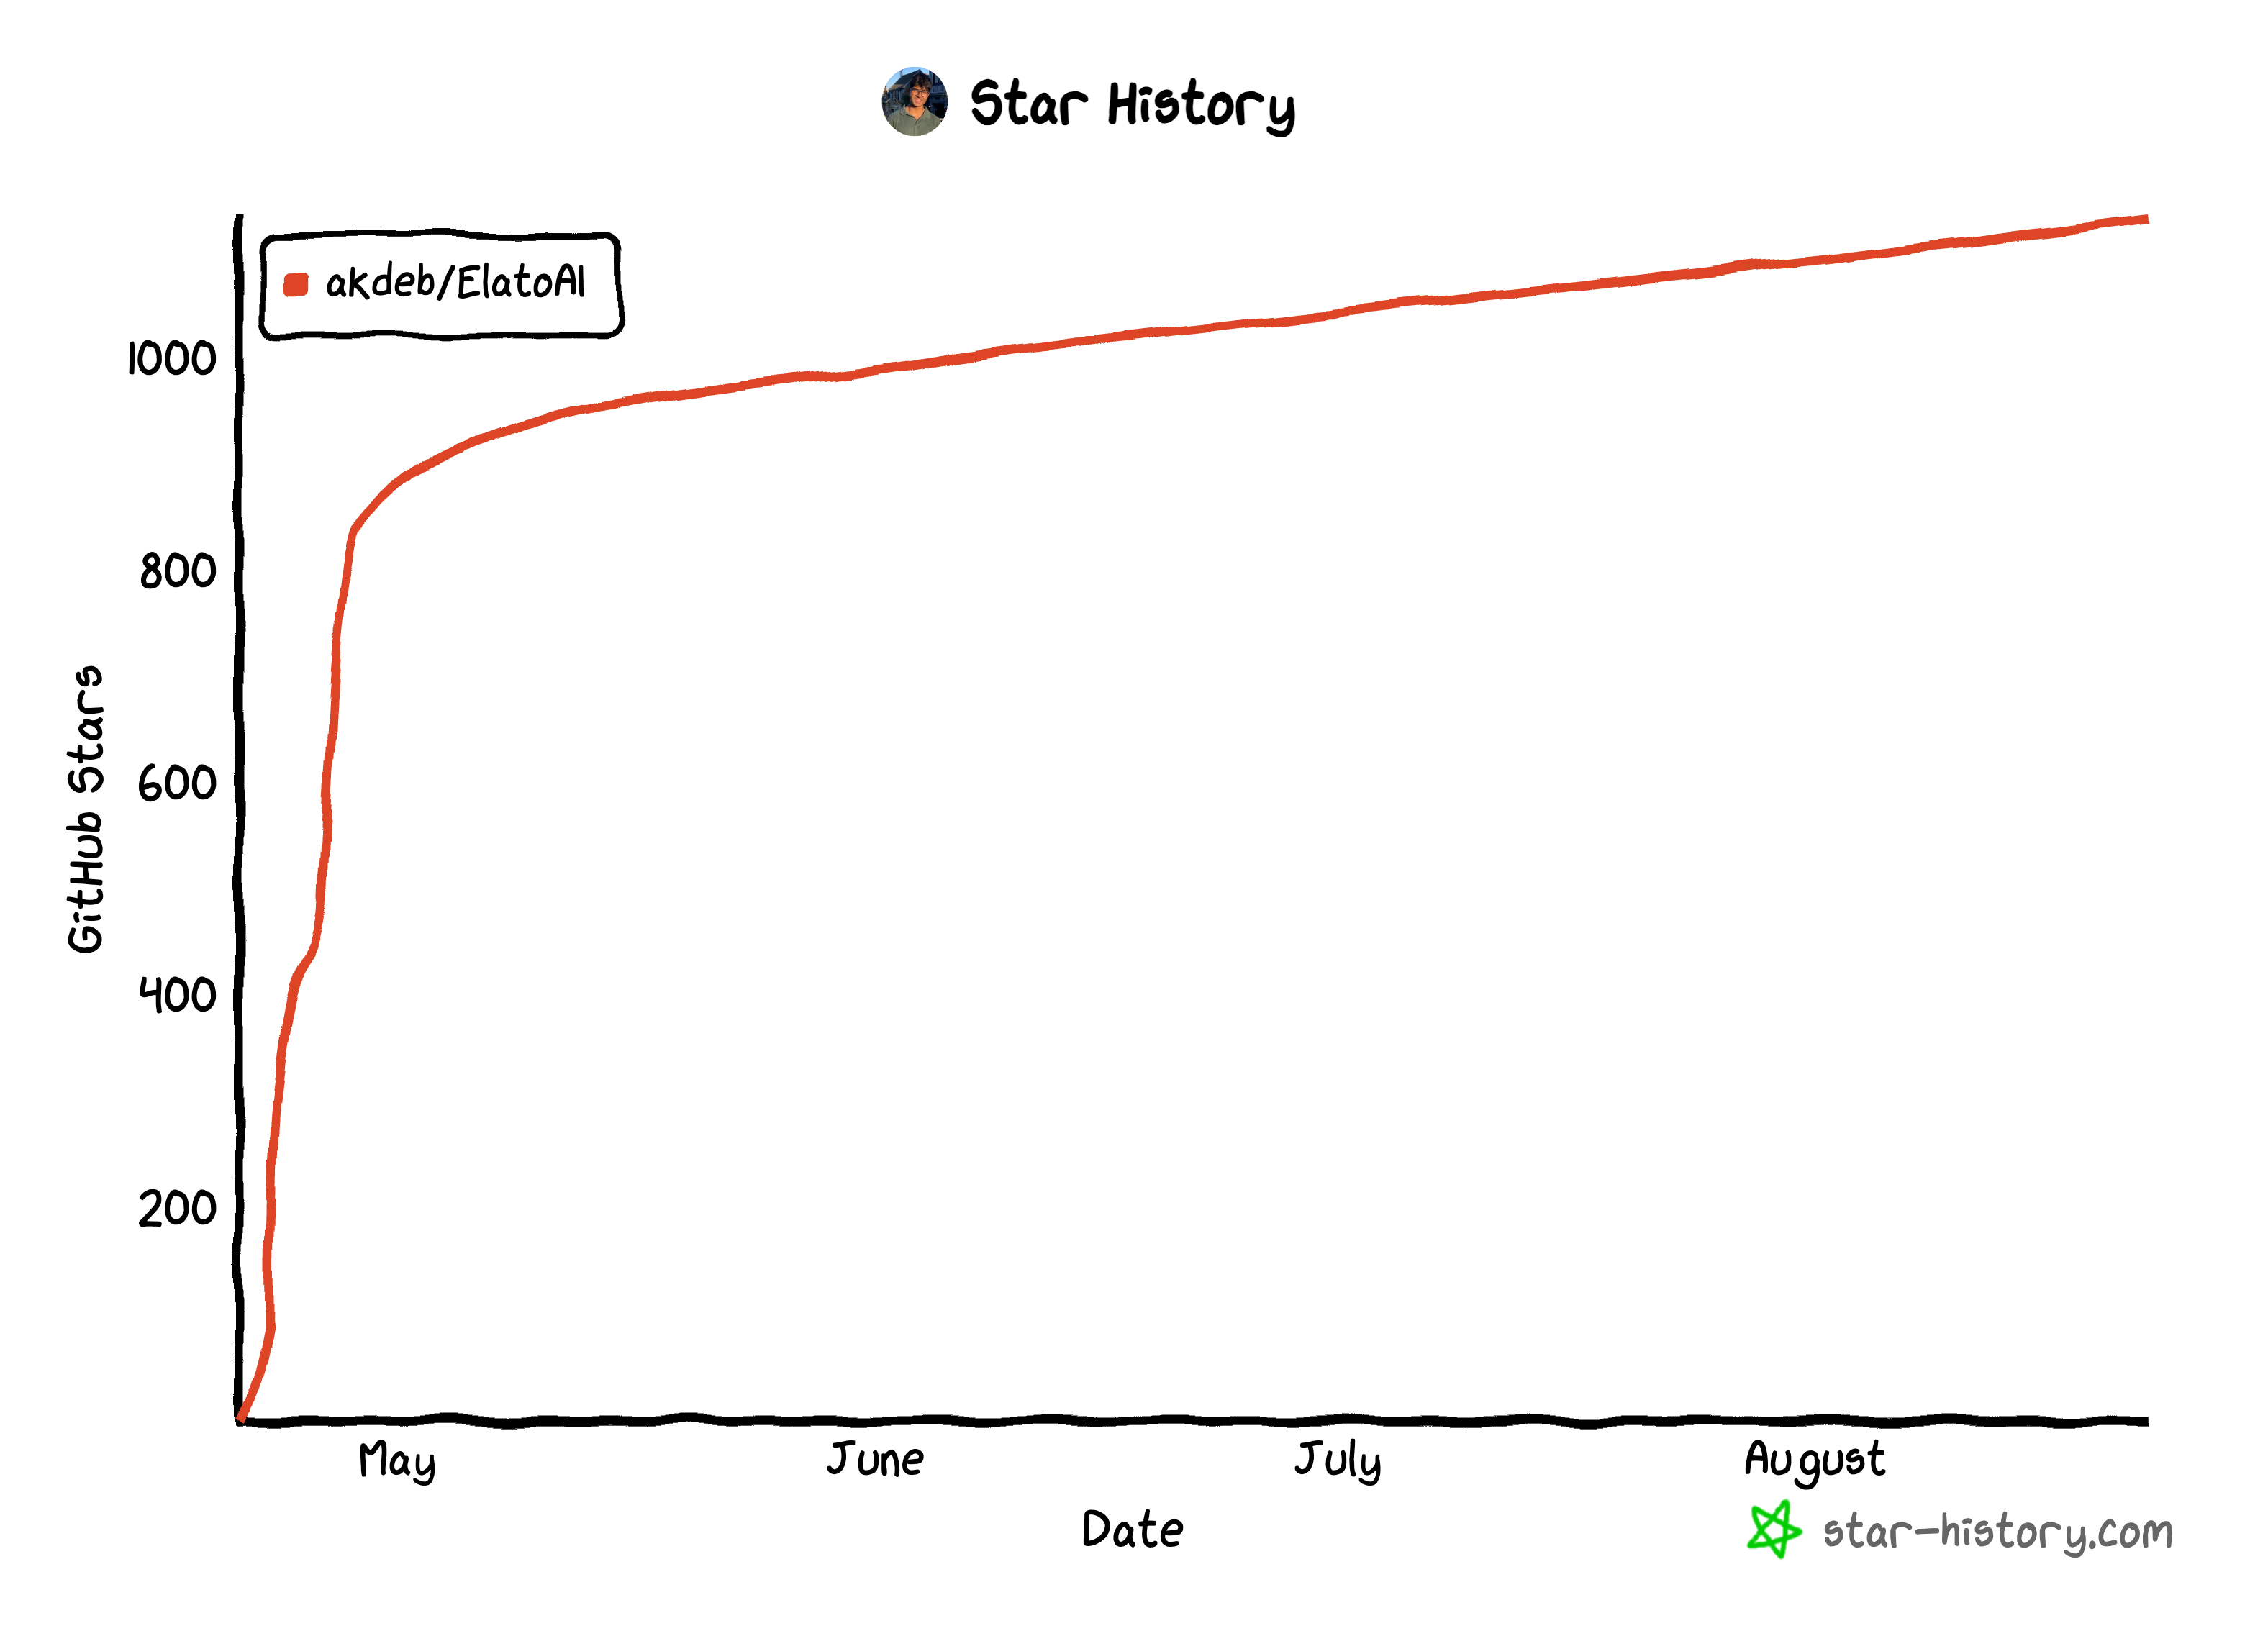 Star History
akdeb/ElatoAI
1000
800
600
400
200
GitHub Stars
May June July August
Date
star-history.com